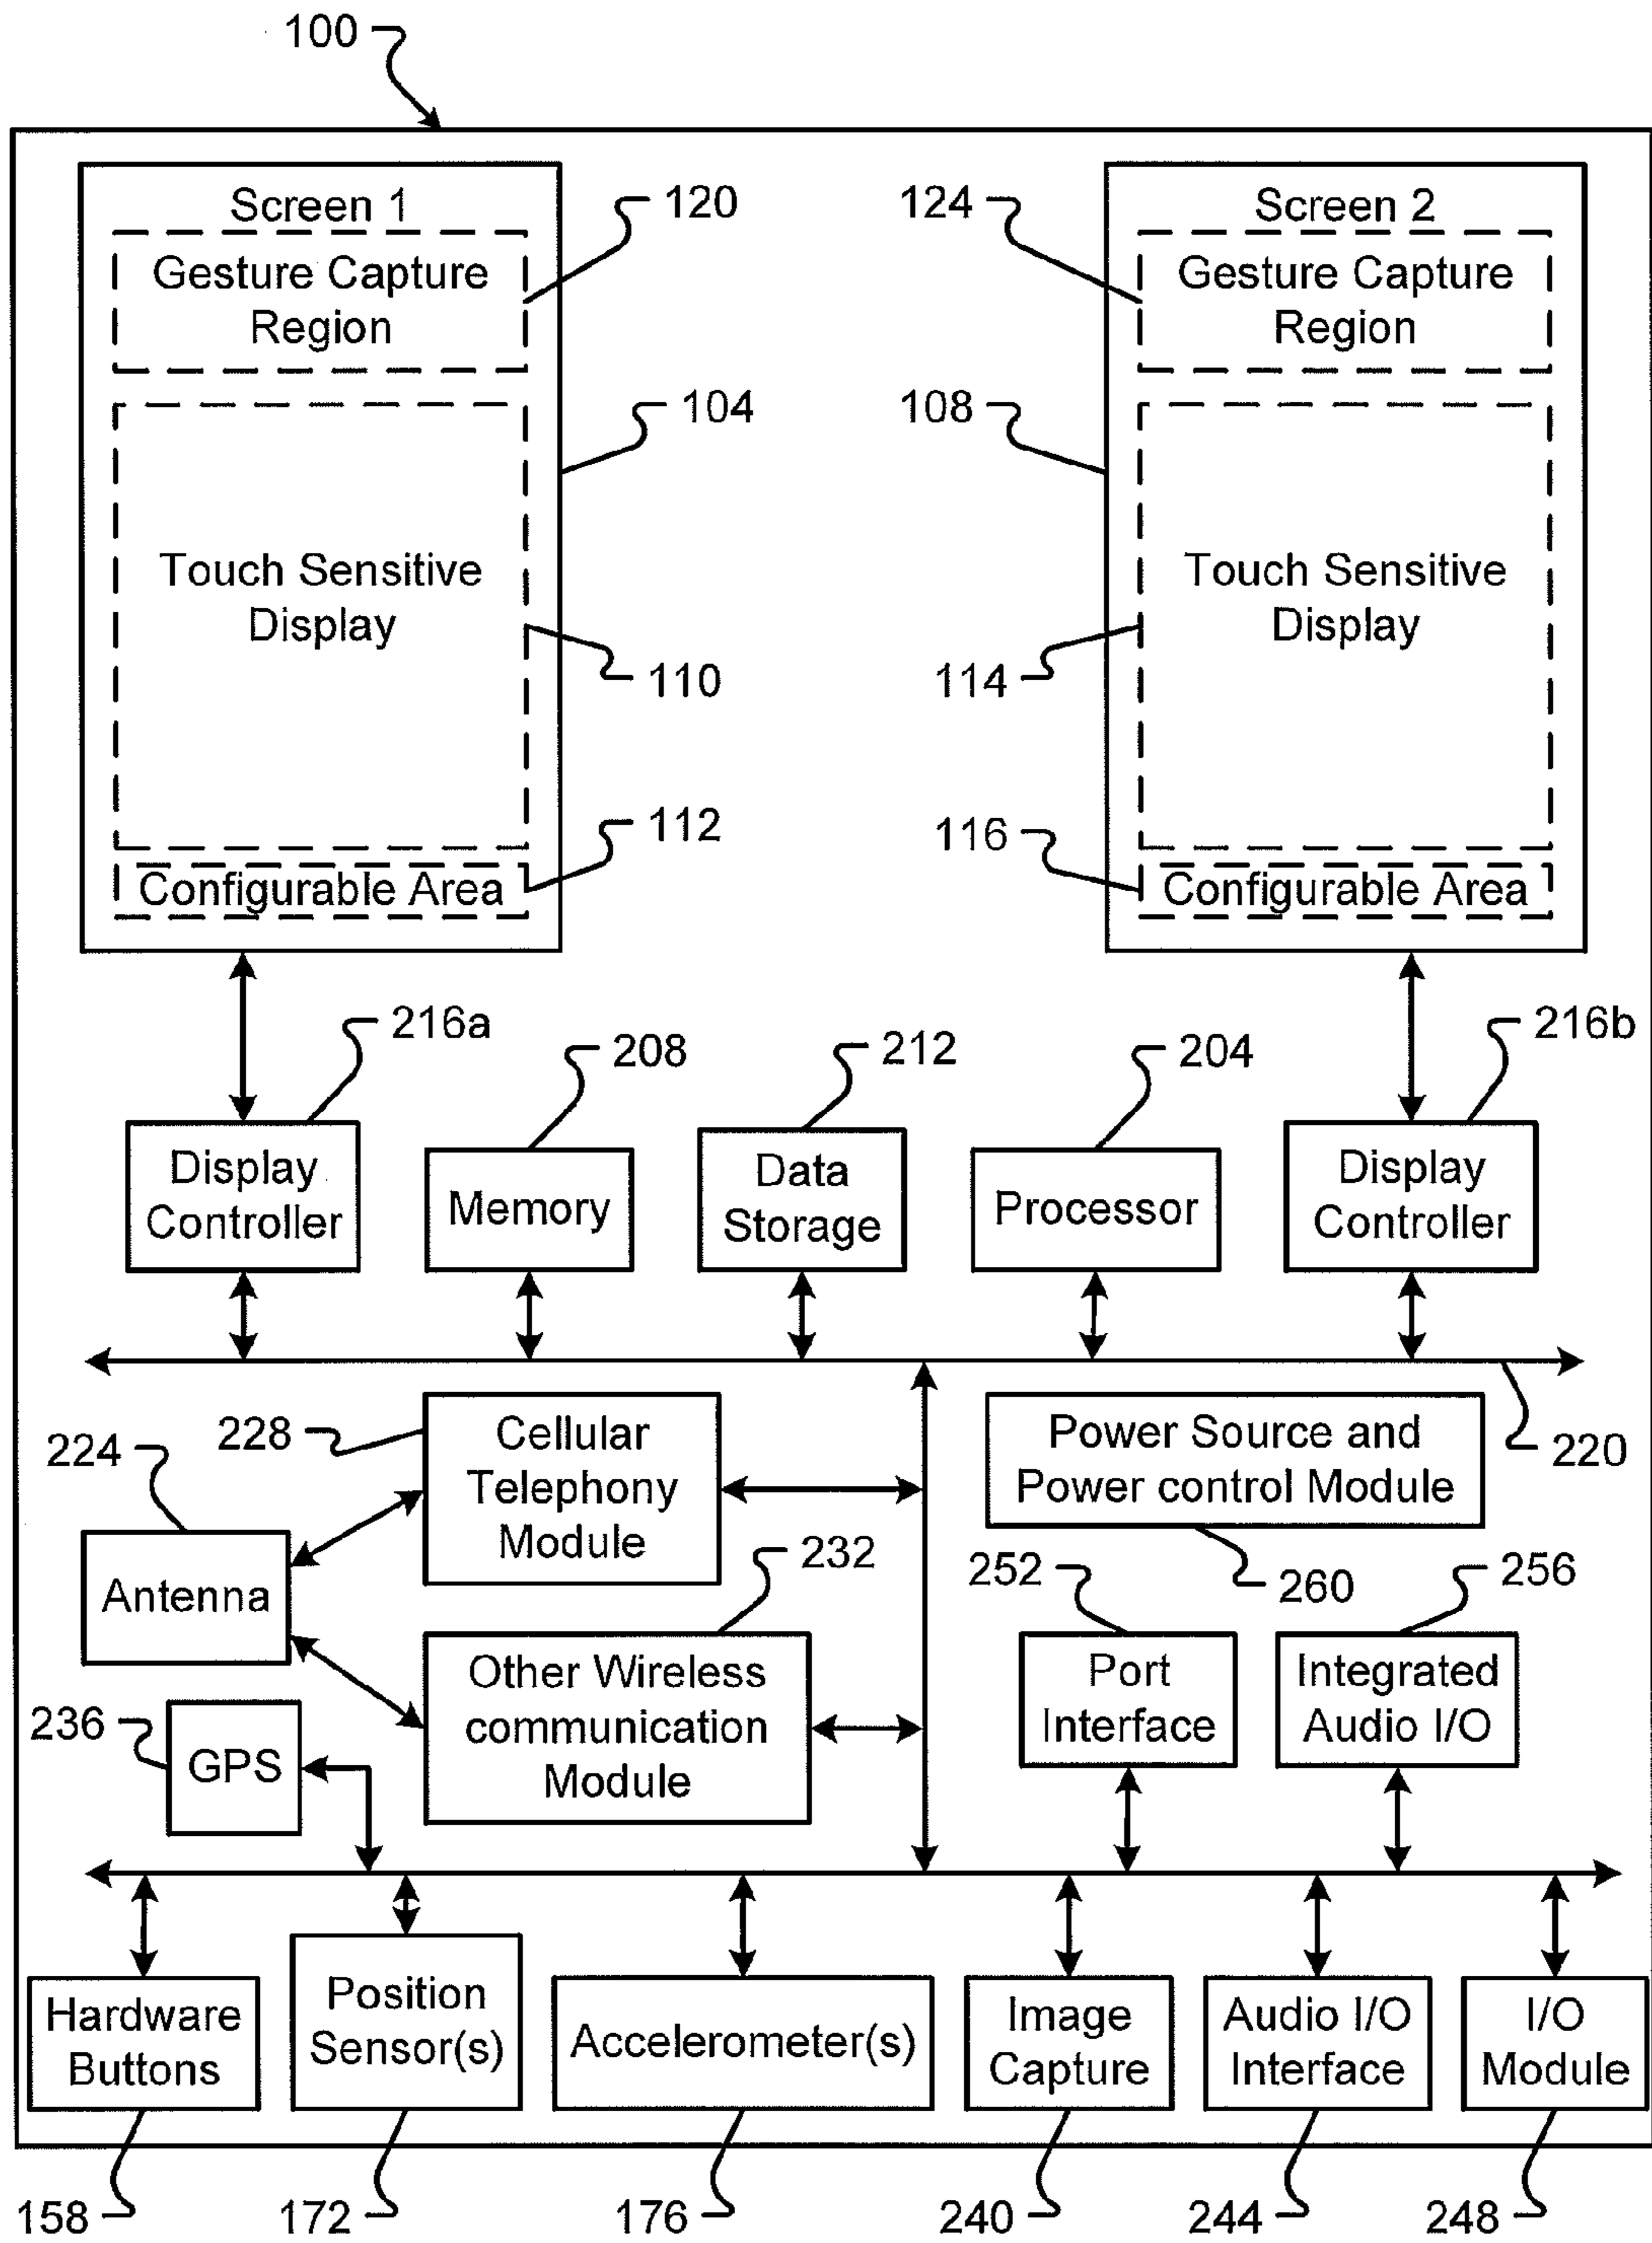 100
Screen 1
120
124
Screen 2
Gesture Capture
Region
Gesture Capture
Region
104
108
Touch Sensitive
Display
Touch Sensitive
Display
110
114
112
116
Configurable Area
Configurable Area
216a
208
212
204
216b
Display
Controller
Memory
Data
Storage
Processor
Display
Controller
228
Cellular
Telephony
Module
Power Source and
Power control Module
220
224
260
Antenna
232
252
256
Other Wireless
communication
Module
Port
Interface
Integrated
Audio I/O
236
GPS
Hardware
Buttons
Position
Sensor(s)
Accelerometer(s)
Image
Capture
Audio I/O
Interface
I/O
Module
158
172
176
240
244
248